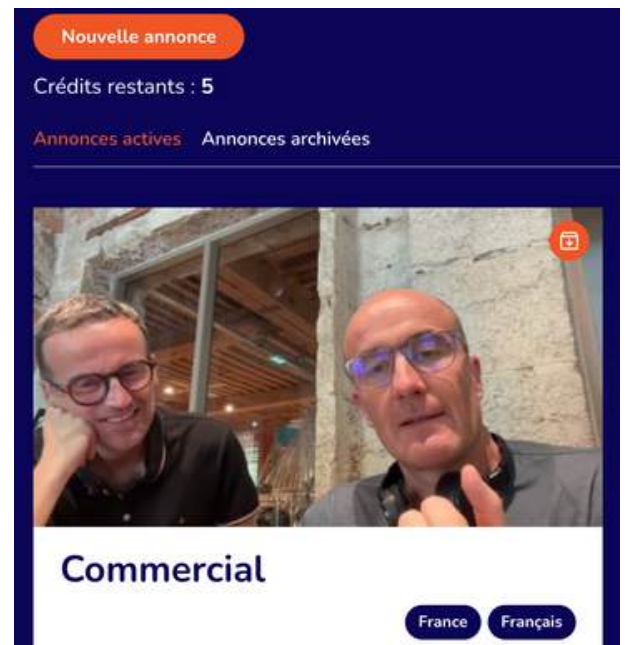 Nouvelle annonce
Crédits restants : 5
Annonces actives Annonces archivées
Commercial
France Français